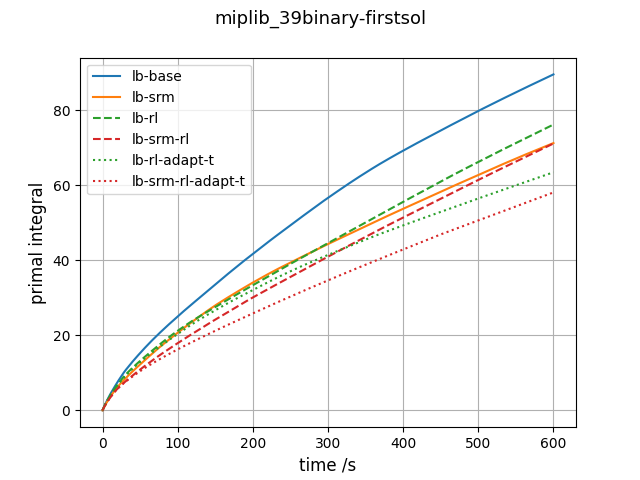 miplib_39binary-firstsol
lb-base
lb-srm
lb-rl
lb-srm-rl
lb-rl-adapt-t
lb-srm-rl-adapt-t
primal integral
80
60
40
20
0
0 100 200 300 400 500 600
time /s